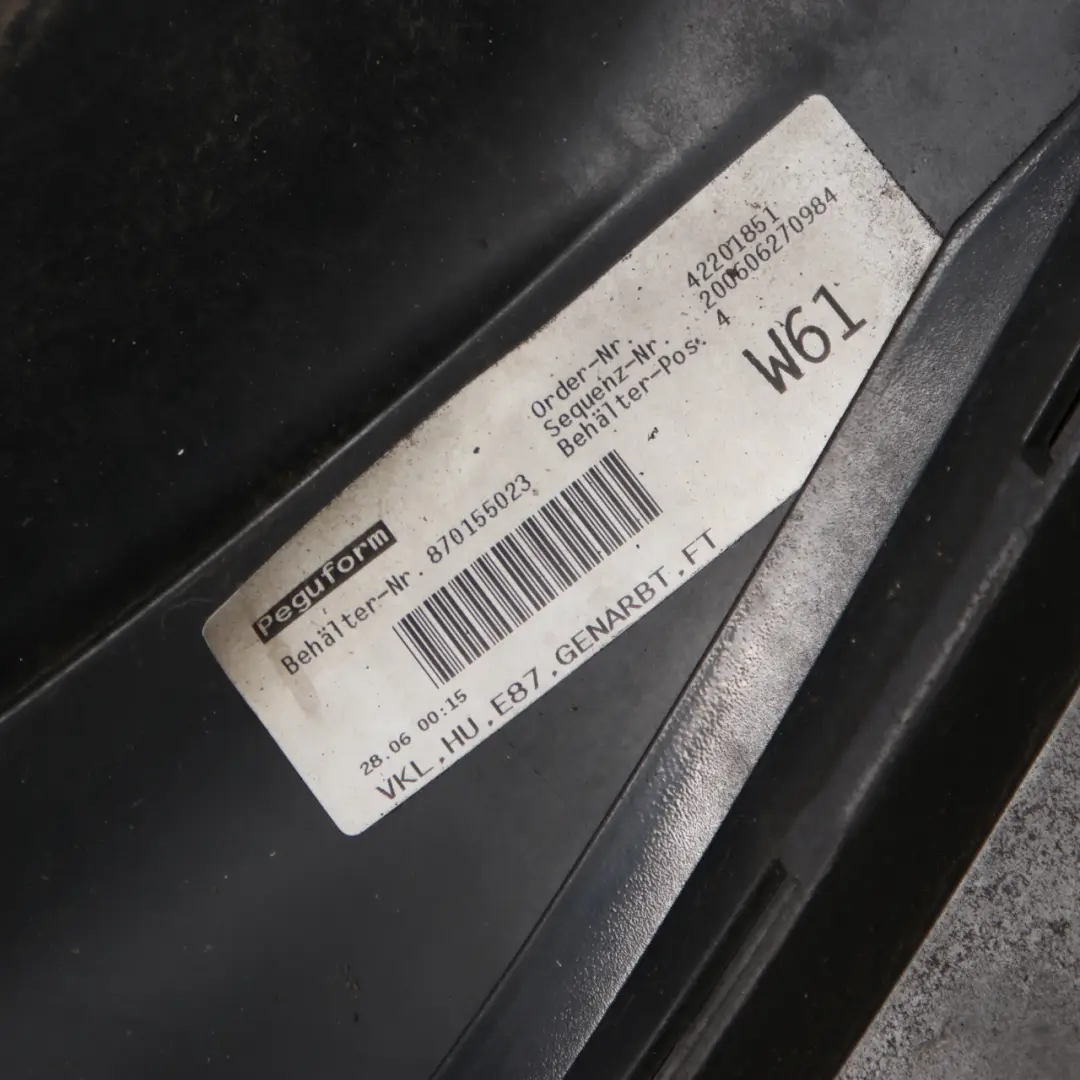 Peguform
Order-Nr. 42201851
Sequenz-Nr. 200606270984
Behälter-Nr. 870155023
Behälter-Pos. 4
W61
28.06 00:15
VKL.HU.E87.GENARBT.FT